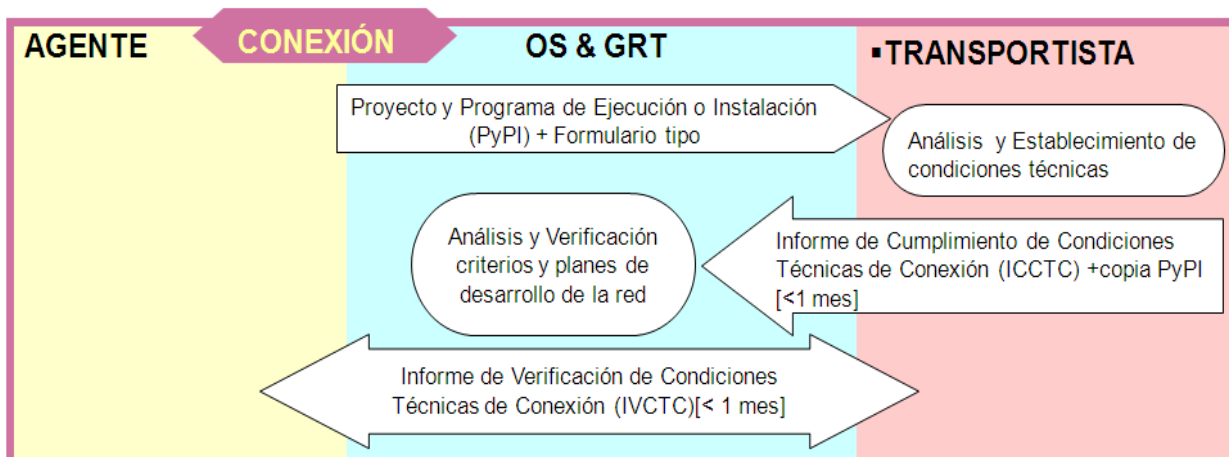 AGENTE
CONEXIÓN
OS & GRT
▪TRANSPORTISTA
Proyecto y Programa de Ejecución o Instalación
(PyPI) + Formulario tipo
Análisis y Establecimiento de
condiciones técnicas
Análisis y Verificación
criterios y planes de
desarrollo de la red
Informe de Cumplimiento de Condiciones
Técnicas de Conexión (ICCTC) +copia PyPI
[<1 mes]
Informe de Verificación de Condiciones
Técnicas de Conexión (IVCTC)[< 1 mes]